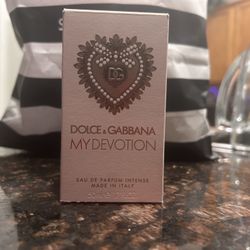 S
DG
DOLCE & GABBANA
MY DEVOTION
EAU DE PARFUM INTENSE
MADE IN ITALY